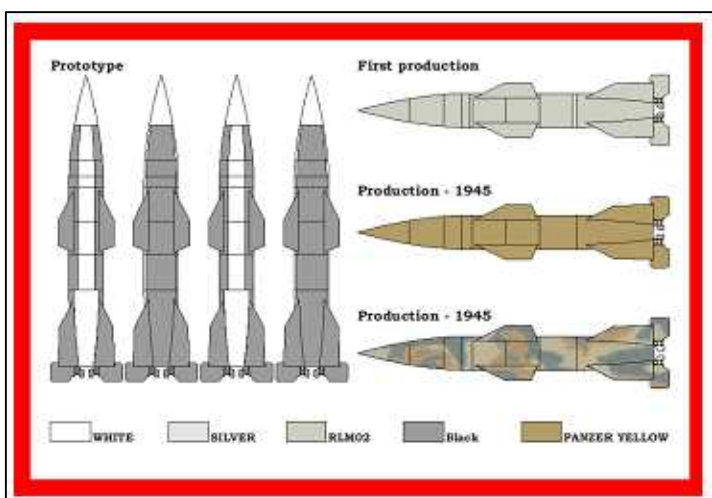 Prototype
First production
Production - 1945
Production - 1945
WHITE
SILVER
RLM02
Black
PANZER YELLOW